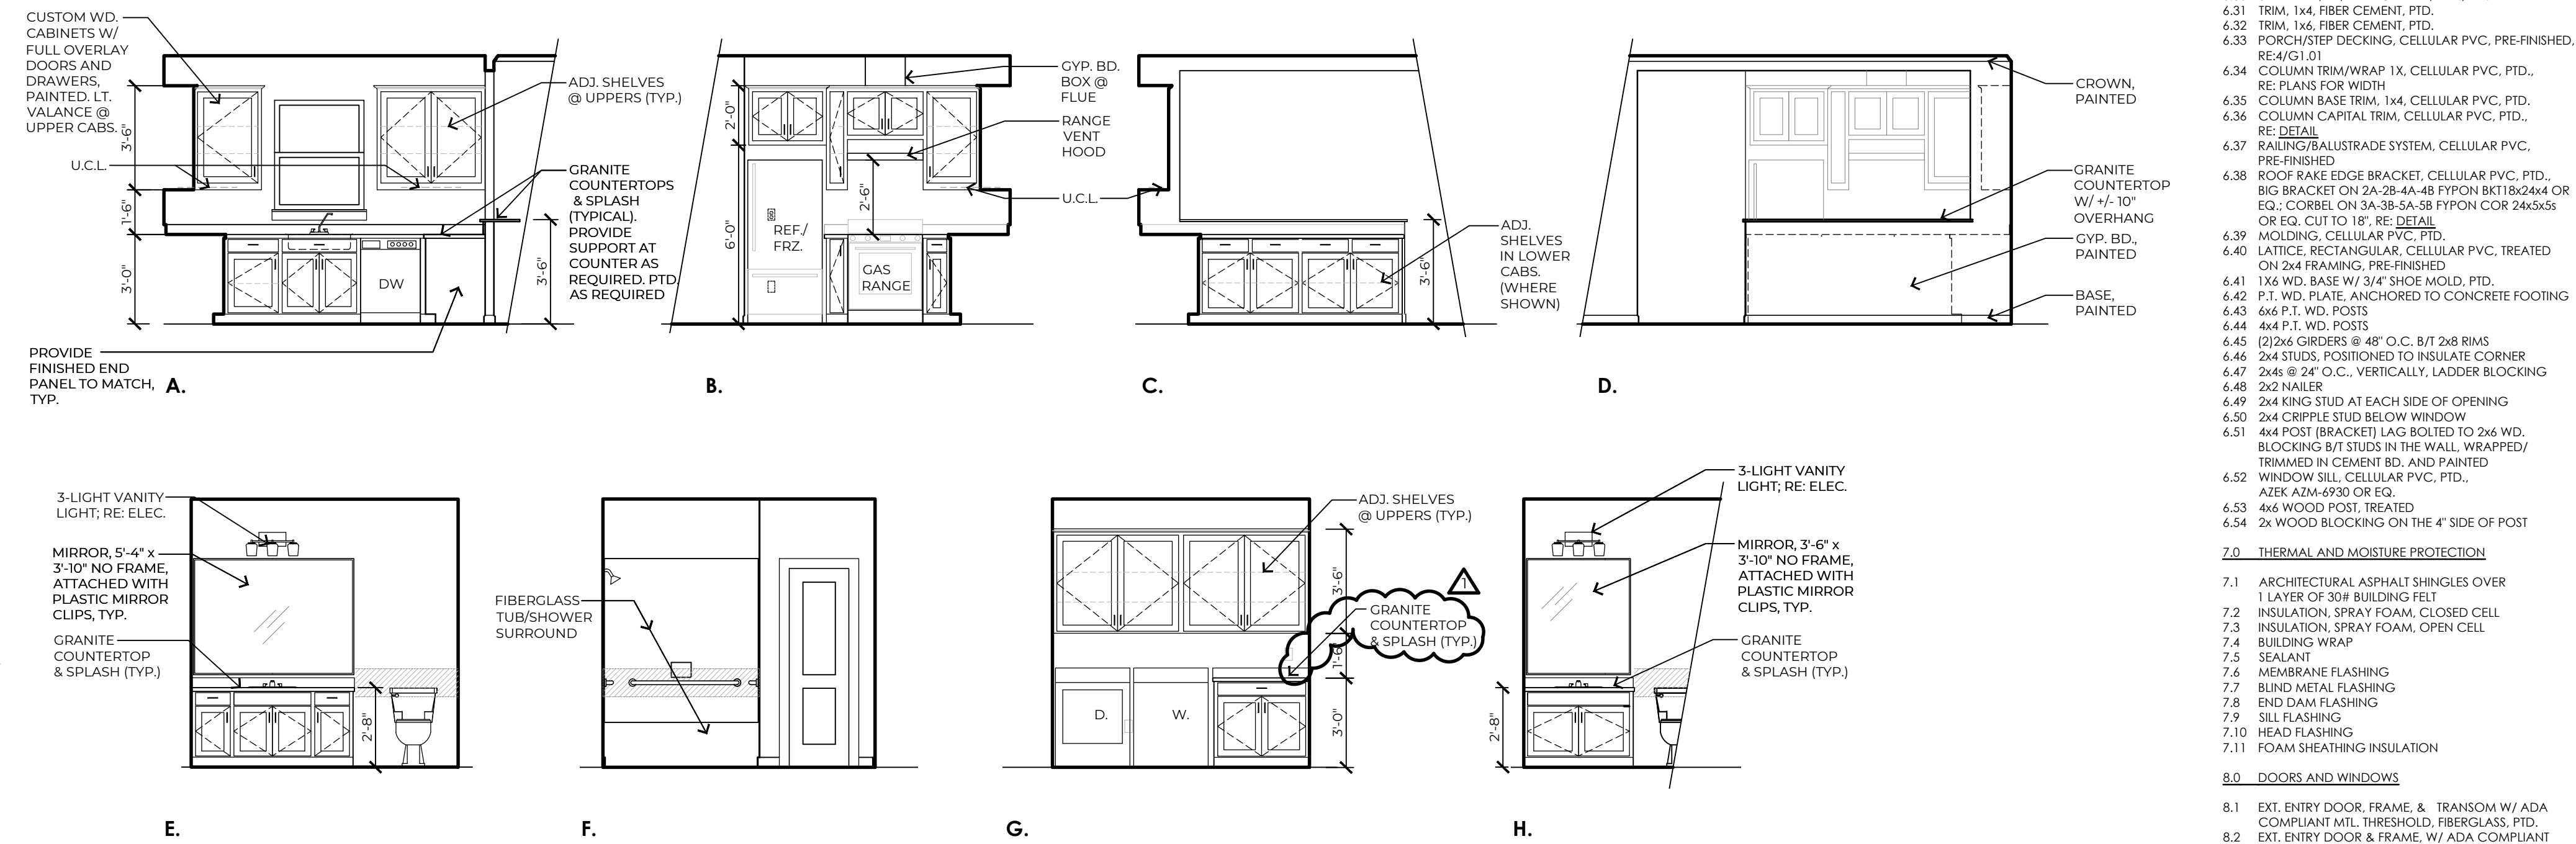 CUSTOM WD.
CABINETS W/
FULL OVERLAY
DOORS AND
DRAWERS,
PAINTED. LT.
VALANCE @
UPPER CABS.
3'-6"
U.C.L.
1'-6"
3'-0"
ADJ. SHELVES
@ UPPERS (TYP.)
GRANITE
COUNTERTOPS
& SPLASH
(TYPICAL).
PROVIDE
SUPPORT AT
COUNTER AS
REQUIRED. PTD.
AS REQUIRED
3'-6"
DW
PROVIDE
FINISHED END
PANEL TO MATCH,
TYP.
A.
2'-0"
6'-0"
REF./
FRZ.
2'-6"
GAS
RANGE
GYP. BD.
BOX @
FLUE
RANGE
VENT
HOOD
U.C.L.
B.
ADJ.
SHELVES
IN LOWER
CABS.
(WHERE
SHOWN)
3'-6"
C.
CROWN,
PAINTED
GRANITE
COUNTERTOP
W/ +/- 10"
OVERHANG
GYP. BD.,
PAINTED
BASE,
PAINTED
D.
3-LIGHT VANITY
LIGHT; RE: ELEC.
MIRROR, 5'-4" x
3'-10" NO FRAME,
ATTACHED WITH
PLASTIC MIRROR
CLIPS, TYP.
GRANITE
COUNTERTOP
& SPLASH (TYP.)
2'-8"
E.
FIBERGLASS
TUB/SHOWER
SURROUND
F.
ADJ. SHELVES
@ UPPERS (TYP.)
3'-6"
1
GRANITE
COUNTERTOP
& SPLASH (TYP.)
1'-6"
3'-0"
D.
W.
G.
3-LIGHT VANITY
LIGHT; RE: ELEC.
MIRROR, 3'-6" x
3'-10" NO FRAME,
ATTACHED WITH
PLASTIC MIRROR
CLIPS, TYP.
GRANITE
COUNTERTOP
& SPLASH (TYP.)
2'-8"
H.
6.31 TRIM, 1x4, FIBER CEMENT, PTD.
6.32 TRIM, 1x6, FIBER CEMENT, PTD.
6.33 PORCH/STEP DECKING, CELLULAR PVC, PRE-FINISHED,
RE:4/G1.01
6.34 COLUMN TRIM/WRAP 1X, CELLULAR PVC, PTD.,
RE: PLANS FOR WIDTH
6.35 COLUMN BASE TRIM, 1x4, CELLULAR PVC, PTD.
6.36 COLUMN CAPITAL TRIM, CELLULAR PVC, PTD.,
RE: DETAIL
6.37 RAILING/BALUSTRADE SYSTEM, CELLULAR PVC,
PRE-FINISHED
6.38 ROOF RAKE EDGE BRACKET, CELLULAR PVC, PTD.,
BIG BRACKET ON 2A-2B-4A-4B FYPON BKT18x24x4 OR
EQ.; CORBEL ON 3A-3B-5A-5B FYPON COR 24x5x5s
OR EQ. CUT TO 18", RE: DETAIL
6.39 MOLDING, CELLULAR PVC, PTD.
6.40 LATTICE, RECTANGULAR, CELLULAR PVC, TREATED
ON 2x4 FRAMING, PRE-FINISHED
6.41 1X6 WD. BASE W/ 3/4" SHOE MOLD, PTD.
6.42 P.T. WD. PLATE, ANCHORED TO CONCRETE FOOTING
6.43 6x6 P.T. WD. POSTS
6.44 4x4 P.T. WD. POSTS
6.45 (2)2x6 GIRDERS @ 48" O.C. B/T 2x8 RIMS
6.46 2x4 STUDS, POSITIONED TO INSULATE CORNER
6.47 2x4s @ 24" O.C., VERTICALLY, LADDER BLOCKING
6.48 2x2 NAILER
6.49 2x4 KING STUD AT EACH SIDE OF OPENING
6.50 2x4 CRIPPLE STUD BELOW WINDOW
6.51 4x4 POST (BRACKET) LAG BOLTED TO 2x6 WD.
BLOCKING B/T STUDS IN THE WALL, WRAPPED/
TRIMMED IN CEMENT BD. AND PAINTED
6.52 WINDOW SILL, CELLULAR PVC, PTD.,
AZEK AZM-6930 OR EQ.
6.53 4x6 WOOD POST, TREATED
6.54 2x WOOD BLOCKING ON THE 4" SIDE OF POST
7.0 THERMAL AND MOISTURE PROTECTION
7.1 ARCHITECTURAL ASPHALT SHINGLES OVER
1 LAYER OF 30# BUILDING FELT
7.2 INSULATION, SPRAY FOAM, CLOSED CELL
7.3 INSULATION, SPRAY FOAM, OPEN CELL
7.4 BUILDING WRAP
7.5 SEALANT
7.6 MEMBRANE FLASHING
7.7 BLIND METAL FLASHING
7.8 END DAM FLASHING
7.9 SILL FLASHING
7.10 HEAD FLASHING
7.11 FOAM SHEATHING INSULATION
8.0 DOORS AND WINDOWS
8.1 EXT. ENTRY DOOR, FRAME, & TRANSOM W/ ADA
COMPLIANT MTL. THRESHOLD, FIBERGLASS, PTD.
8.2 EXT. ENTRY DOOR & FRAME, W/ ADA COMPLIANT